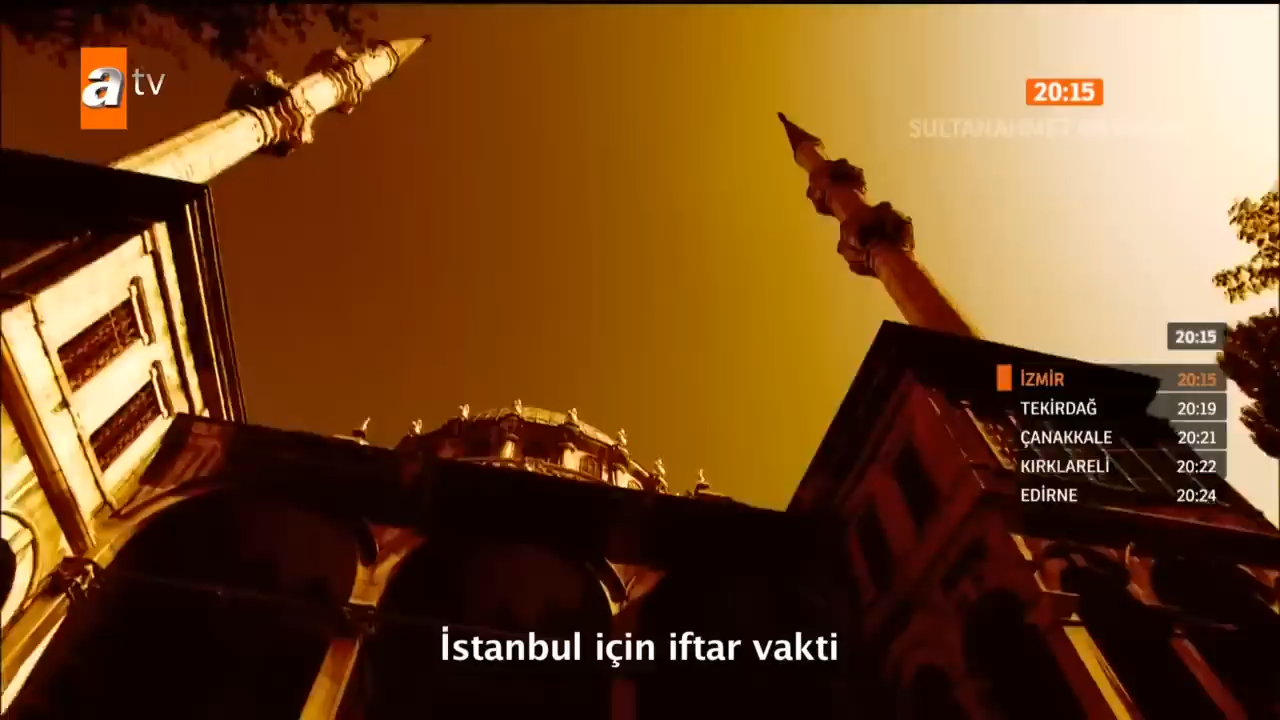 atv
20:15
SULTANAHMET
20:15
İZMİR 20:15
TEKİRDAĞ 20:19
ÇANAKKALE 20:21
KIRKLARELİ 20:22
EDİRNE 20:24
İstanbul için iftar vakti